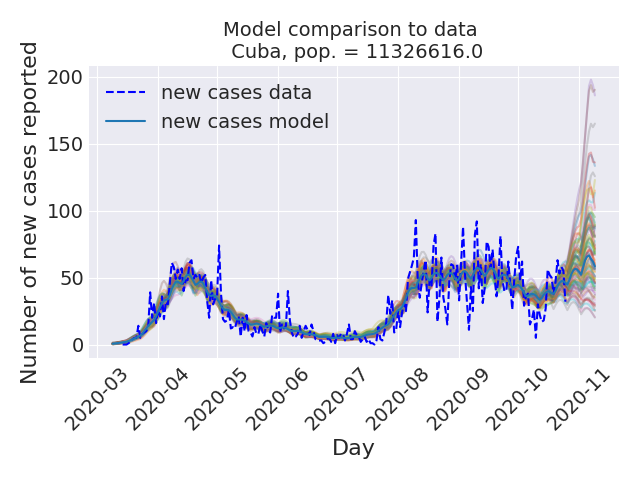 Model comparison to data
Cuba, pop. = 11326616.0
Number of new cases reported
200
150
100
50
0
new cases data
new cases model
2020-03
2020-04
2020-05
2020-06
2020-07
2020-08
2020-09
2020-10
2020-11
Day